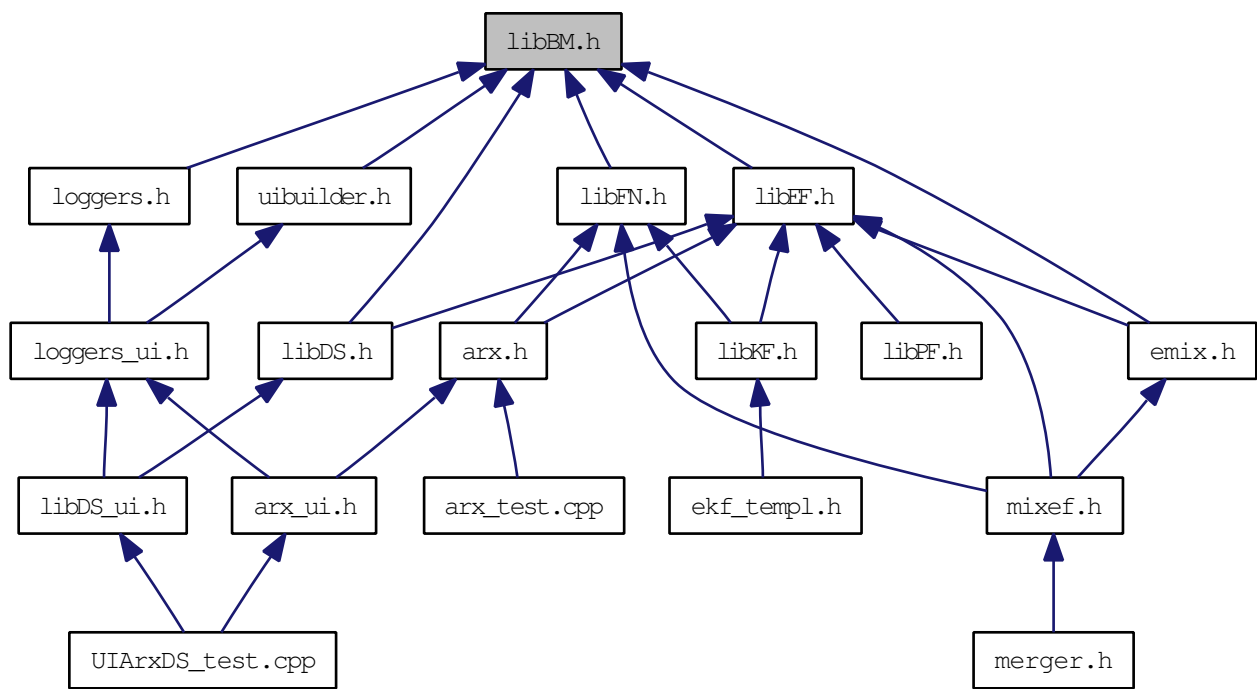 libBM.h
loggers.h
uibuilder.h
libFN.h
libEF.h
loggers_ui.h
libDS.h
arx.h
libKF.h
libPF.h
emix.h
libDS_ui.h
arx_ui.h
arx_test.cpp
ekf_templ.h
mixef.h
UIArxDS_test.cpp
merger.h